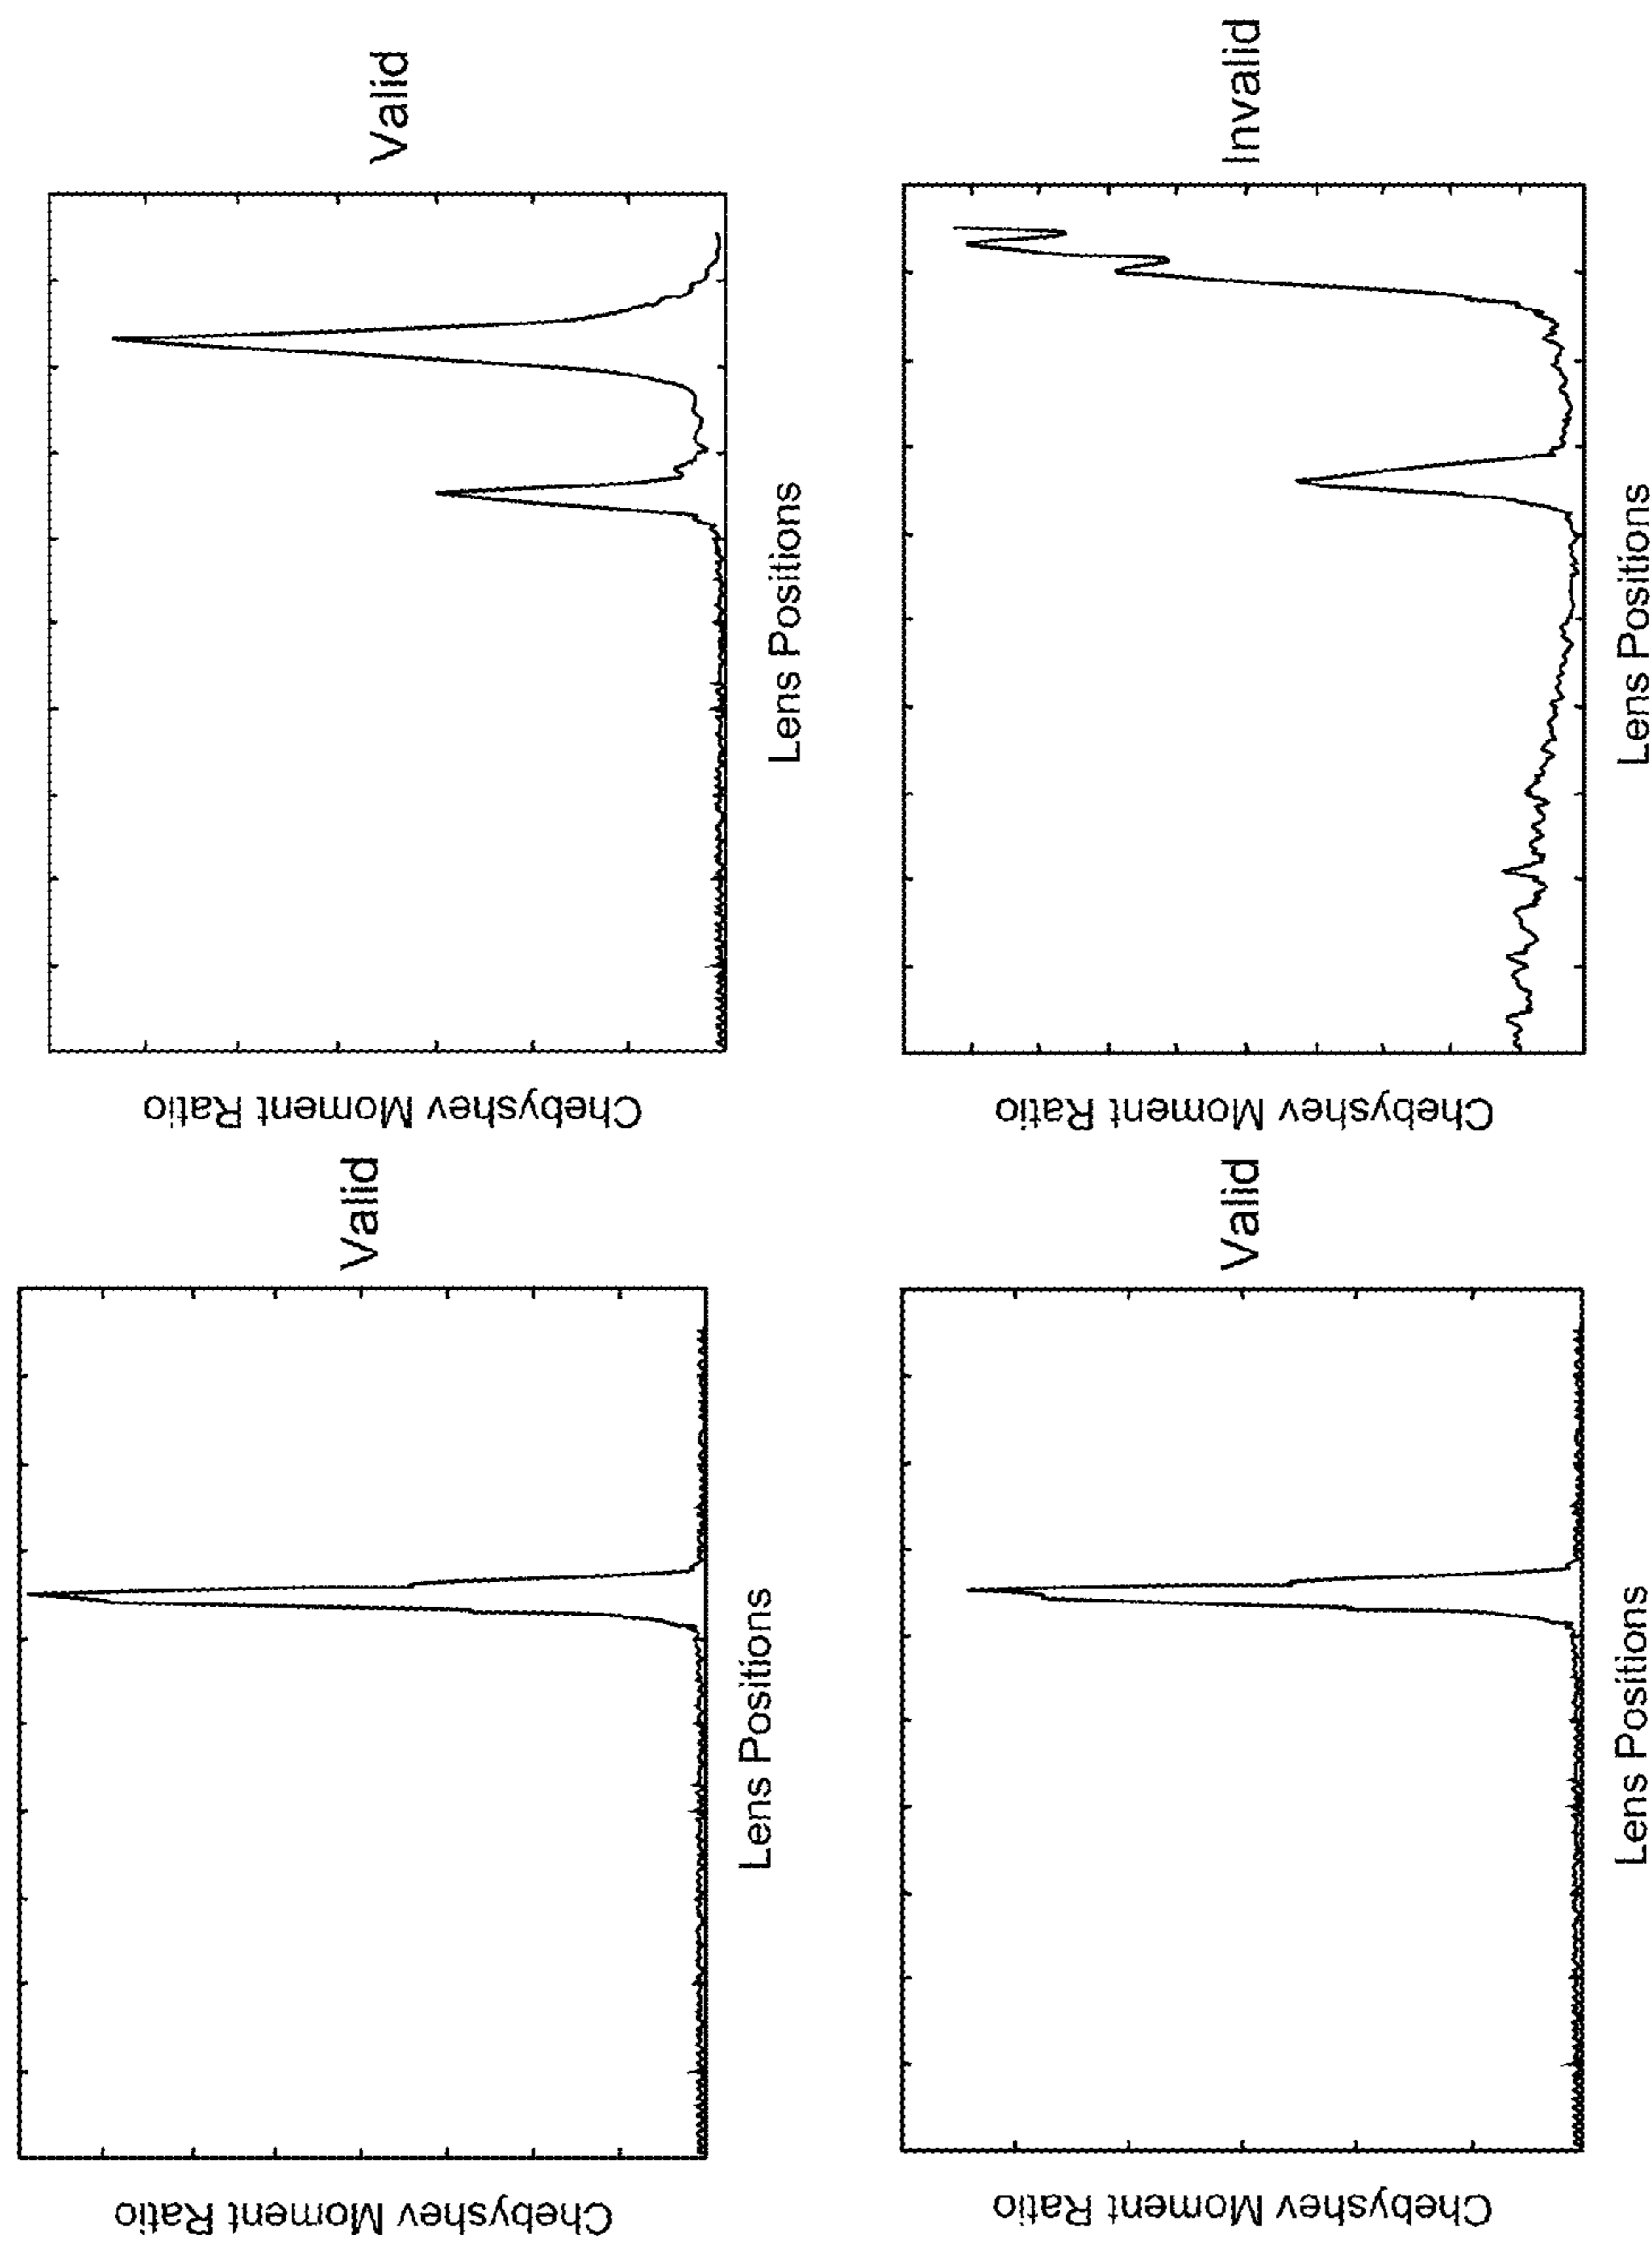 Chebyshev Moment Ratio
Valid
Lens Positions
Chebyshev Moment Ratio
Valid
Lens Positions
Chebyshev Moment Ratio
Valid
Lens Positions
Chebyshev Moment Ratio
Invalid
Lens Positions